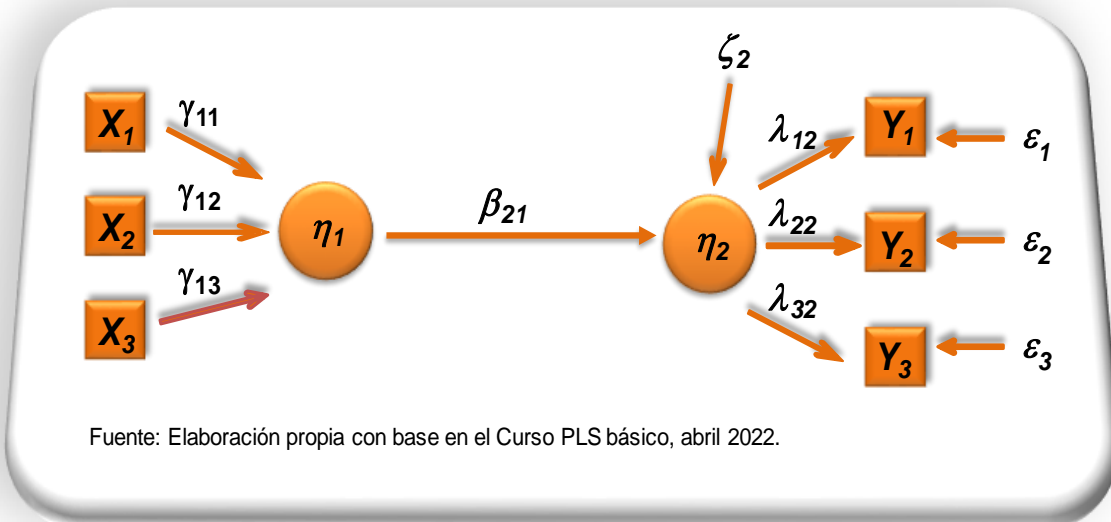 ζ2
X1 γ11 λ12 Y1 ε1
X2 γ12 η1 β21 η2 λ22 Y2 ε2
X3 γ13 λ32 Y3 ε3
Fuente: Elaboración propia con base en el Curso PLS básico, abril 2022.